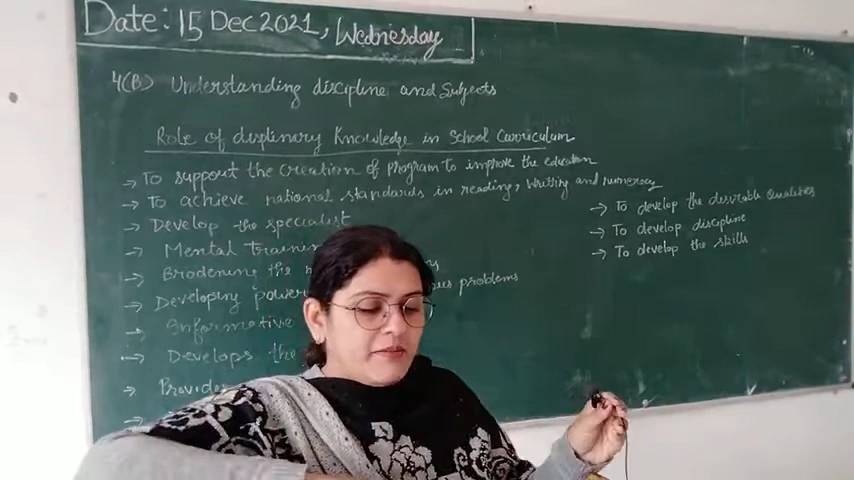 Date: 15 Dec 2021, Wednesday
4(B) Understanding discipline and Subjects
Role of displinary Knowledge in School Curriculum
→ To support the creation of program to improve the education
→ To achieve national standards in reading, writing and numeracy
→ Develop the specialist
→ Mental
→ Brodening the
→ Developing power problems
→ Informative
→ Develops the
→ Provides
→
→ To develop the desirable Qualities
→ To develop discipline
→ To develop the skills